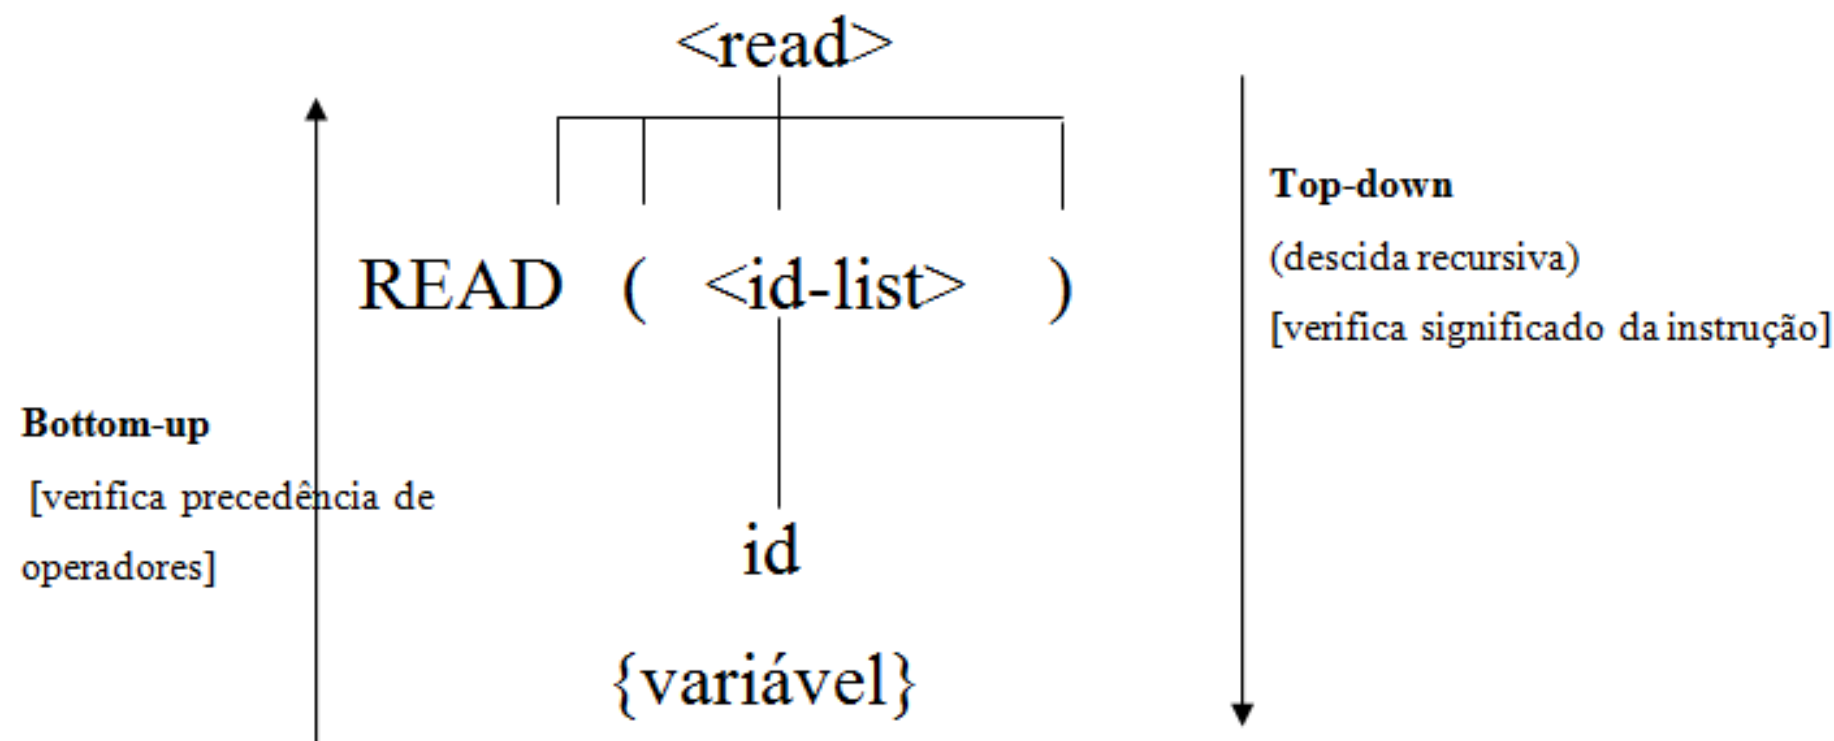 <read>
READ ( <id-list> )
id
{variável}
Bottom-up
[verifica precedência de
operadores]
Top-down
(descida recursiva)
[verifica significado da instrução]